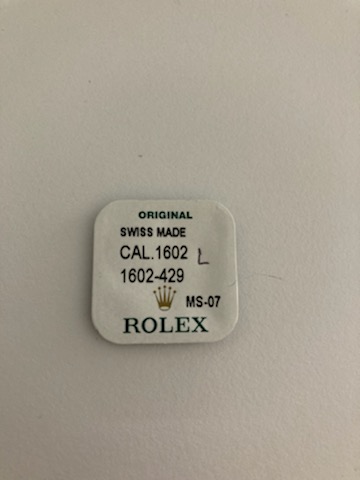 ORIGINAL
SWISS MADE
CAL.1602 L
1602-429
MS-07
ROLEX